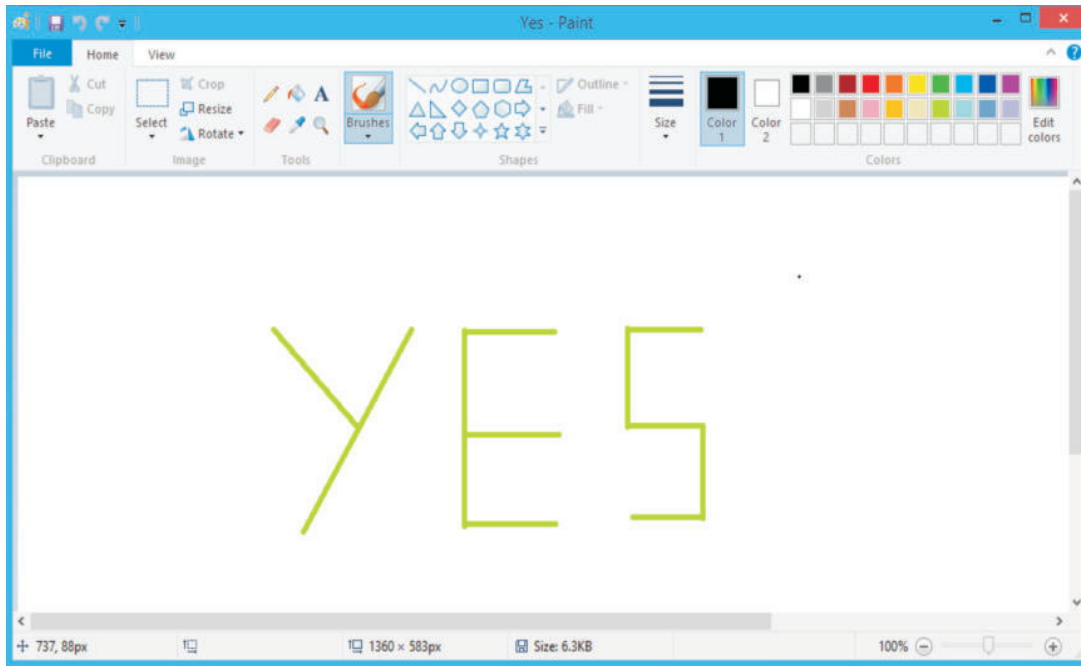 Yes - Paint
File Home View
Cut
Copy
Paste
Select
Crop
Resize
Rotate
A
Brushes
Outline
Fill
Size
Color 1
Color 2
Edit colors
Clipboard Image Tools Shapes Colors
YES
737, 88px 1360 × 583px Size: 6.3KB 100%